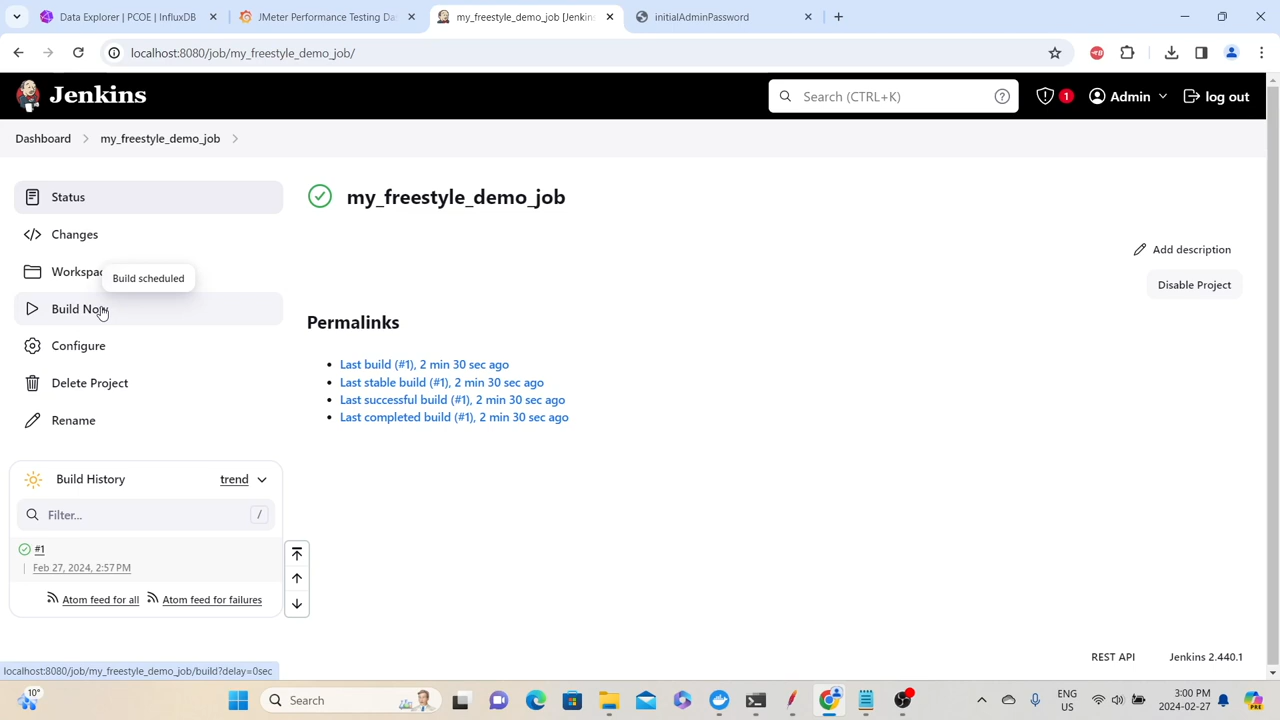 Data Explorer | PCOE | InfluxDB
JMeter Performance Testing Da
my_freestyle_demo_job [Jenkin
initialAdminPassword
localhost:8080/job/my_freestyle_demo_job/
Jenkins
Search (CTRL+K)
1
Admin
log out
Dashboard
my_freestyle_demo_job
Status
my_freestyle_demo_job
Changes
Add description
Workspac
Build scheduled
Disable Project
Build Now
Permalinks
Configure
Last build (#1), 2 min 30 sec ago
Delete Project
Last stable build (#1), 2 min 30 sec ago
Last successful build (#1), 2 min 30 sec ago
Last completed build (#1), 2 min 30 sec ago
Rename
Build History
trend
Filter...
/
#1
Feb 27, 2024, 2:57 PM
Atom feed for all
Atom feed for failures
REST API
Jenkins 2.440.1
localhost:8080/job/my_freestyle_demo_job/build?delay=0sec
10°
Search
ENG
US
3:00 PM
2024-02-27
PRE